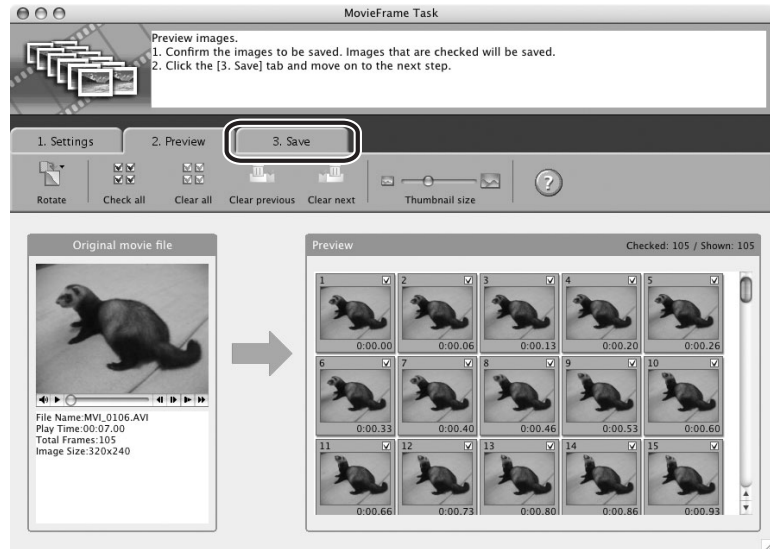 MovieFrame Task
Preview images.
1. Confirm the images to be saved. Images that are checked will be saved.
2. Click the [3. Save] tab and move on to the next step.
1. Settings
2. Preview
3. Save
Rotate
Check all
Clear all
Clear previous
Clear next
Thumbnail size
?
Original movie file
File Name:MVI_0106.AVI
Play Time:00:07.00
Total Frames:105
Image Size:320x240
Preview
Checked: 105 / Shown: 105
1
2
3
4
5
0:00.00
0:00.06
0:00.13
0:00.20
0:00.26
6
7
8
9
10
0:00.33
0:00.40
0:00.46
0:00.53
0:00.60
11
12
13
14
15
0:00.66
0:00.73
0:00.80
0:00.86
0:00.93